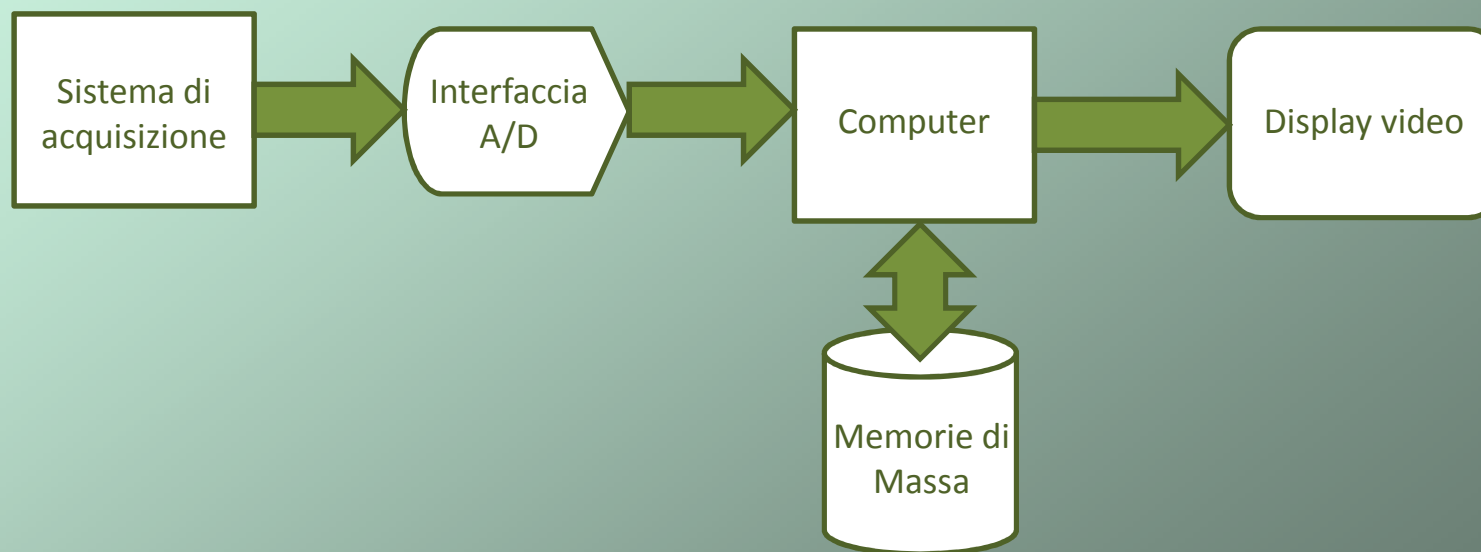 Sistema di
acquisizione
Interfaccia
A/D
Computer
Display video
Memorie di
Massa